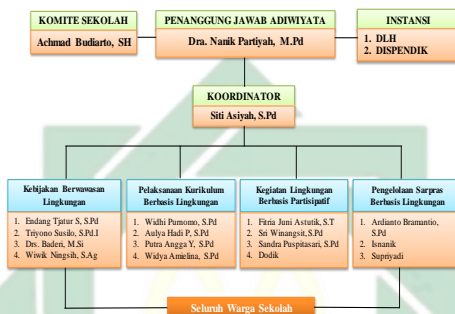 KOMITE SEKOLAH
Achmad Budiarto, SH
PENANGGUNG JAWAB ADIWIYATA
Dra. Nanik Partiyah, M.Pd
INSTANSI
1. DLH
2. DISPENDIK
KOORDINATOR
Siti Asiyah, S.Pd
Kebijakan Berwawasan
Lingkungan
1. Endang Tjatur S, S.Pd
2. Triyono Susilo, S.Pd.I
3. Drs. Baderi, M.Si
4. Wiwik Ningsih, S.Ag
Pelaksanaan Kurikulum
Berbasis Lingkungan
1. Widhi Purnomo, S.Pd
2. Aulya Hadi P, S.Pd
3. Putra Angga Y, S.Pd
4. Widya Amielina, S.Pd
Kegiatan Lingkungan
Berbasis Partisipatif
1. Fitria Juni Astutik, S.T
2. Sri Winangsit, S.Pd
3. Sandra Puspitasari, S.Pd
4. Dodik
Pengelolaan Sarpras
Berbasis Lingkungan
1. Ardianto Bramantio,
S.Pd
2. Isnanik
3. Supriyadi
Seluruh Warga Sekolah